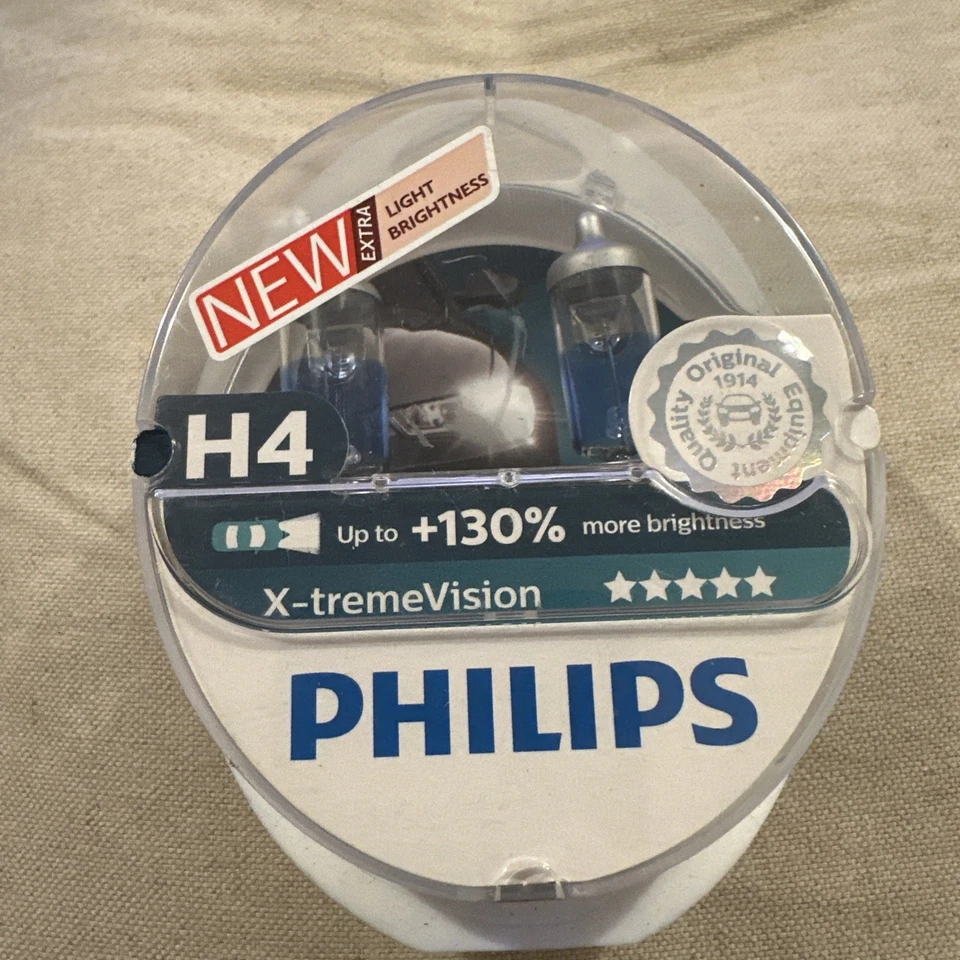 NEW
EXTRA
LIGHT
BRIGHTNESS
H4
Quality Original Equipment
1914
Up to +130% more brightness
X-tremeVision
PHILIPS